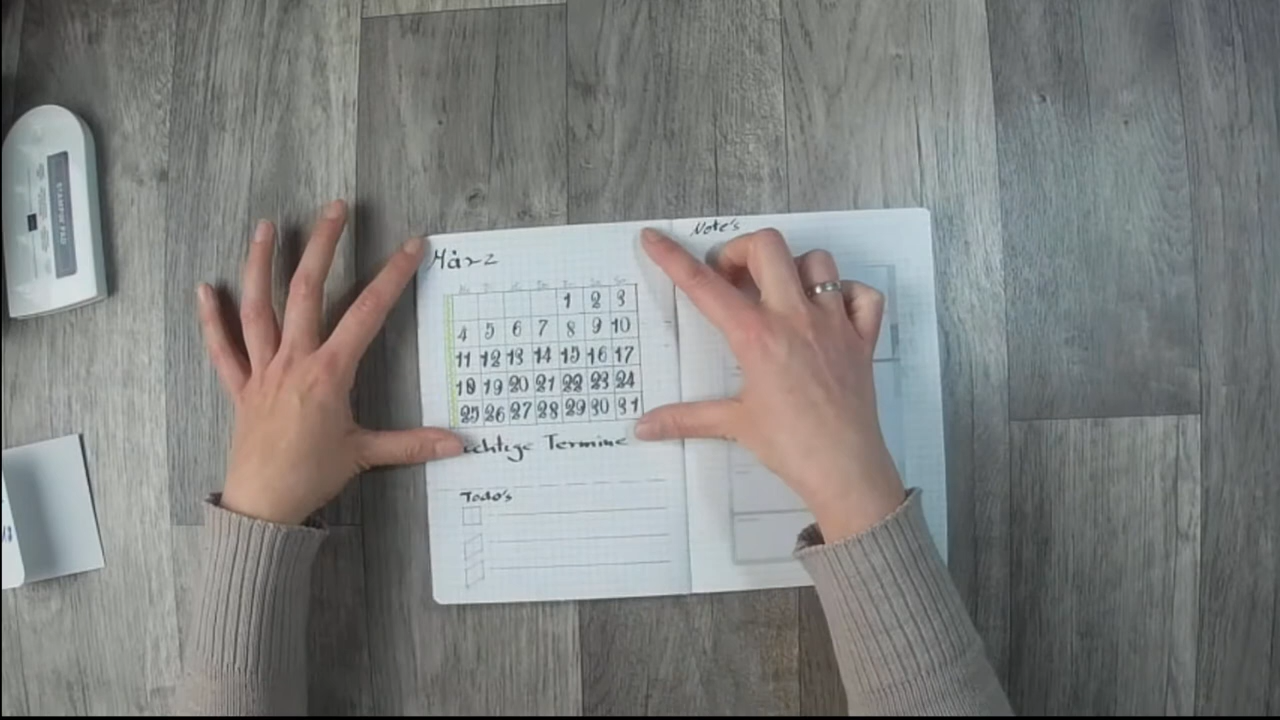 März
1 2 3
4 5 6 7 8 9 10
11 12 13 14 15 16 17
18 19 20 21 22 23 24
25 26 27 28 29 30 31
Termine
Todo's
Note's